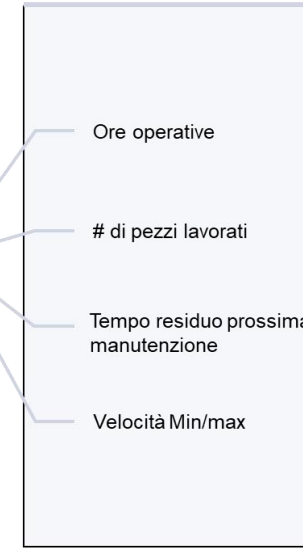 Ore operative
# di pezzi lavorati
Tempo residuo prossima
manutenzione
Velocità Min/max